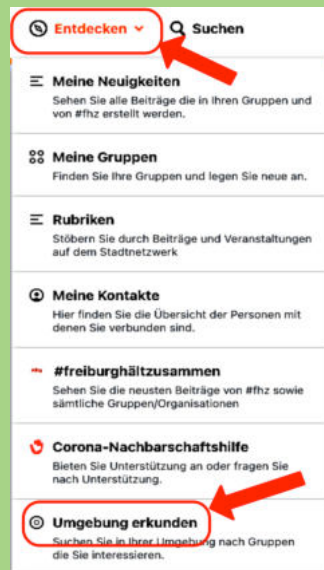 Entdecken Suchen
Meine Neuigkeiten
Sehen Sie alle Beiträge die in Ihren Gruppen und
von #fhz erstellt werden.
Meine Gruppen
Finden Sie Ihre Gruppen und legen Sie neue an.
Rubriken
Stöbern Sie durch Beiträge und Veranstaltungen
auf dem Stadtnetzwerk
Meine Kontakte
Hier finden Sie die Übersicht der Personen mit
denen Sie verbunden sind.
#freiburghältzusammen
Sehen Sie die neusten Beiträge von #fhz sowie
sämtliche Gruppen/Organisationen
Corona-Nachbarschaftshilfe
Bieten Sie Unterstützung an oder fragen Sie
nach Unterstützung.
Umgebung erkunden
Suchen Sie in Ihrer Umgebung nach Gruppen
die Sie interessieren.